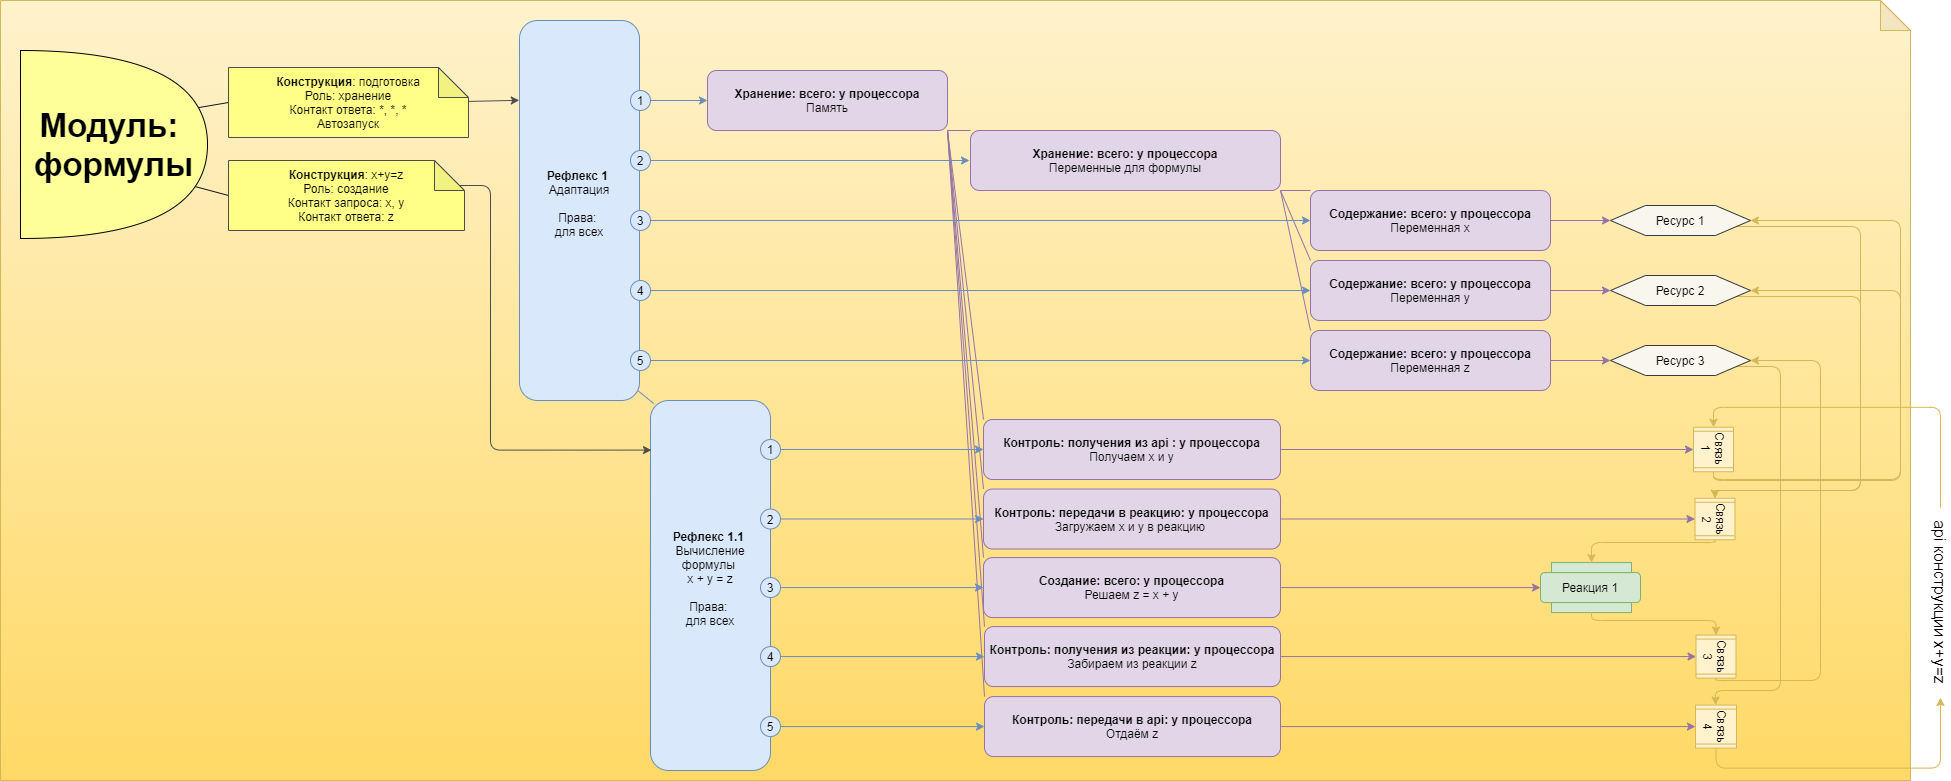 Модуль:
формулы
Конструкция: подготовка
Роль: хранение
Контакт ответа: *, *, *
Автозапуск
Конструкция: x+y=z
Роль: создание
Контакт запроса: x, y
Контакт ответа: z
Рефлекс 1
Адаптация
Права:
для всех
1
2
3
4
5
Хранение: всего: у процессора
Память
Хранение: всего: у процессора
Переменные для формулы
Содержание: всего: у процессора
Переменная x
Ресурс 1
Содержание: всего: у процессора
Переменная y
Ресурс 2
Содержание: всего: у процессора
Переменная z
Ресурс 3
Рефлекс 1.1
Вычисление
формулы
x + y = z
Права:
для всех
1
2
3
4
5
Контроль: получения из api : у процессора
Получаем x и y
Связь
1
Контроль: передачи в реакцию: у процессора
Загружаем x и y в реакцию
Связь
2
Создание: всего: у процессора
Решаем z = x + y
Реакция 1
Контроль: получения из реакции: у процессора
Забираем из реакции z
Связь
3
Контроль: передачи в api: у процессора
Отдаём z
Связь
4
api конструкции x+y=z